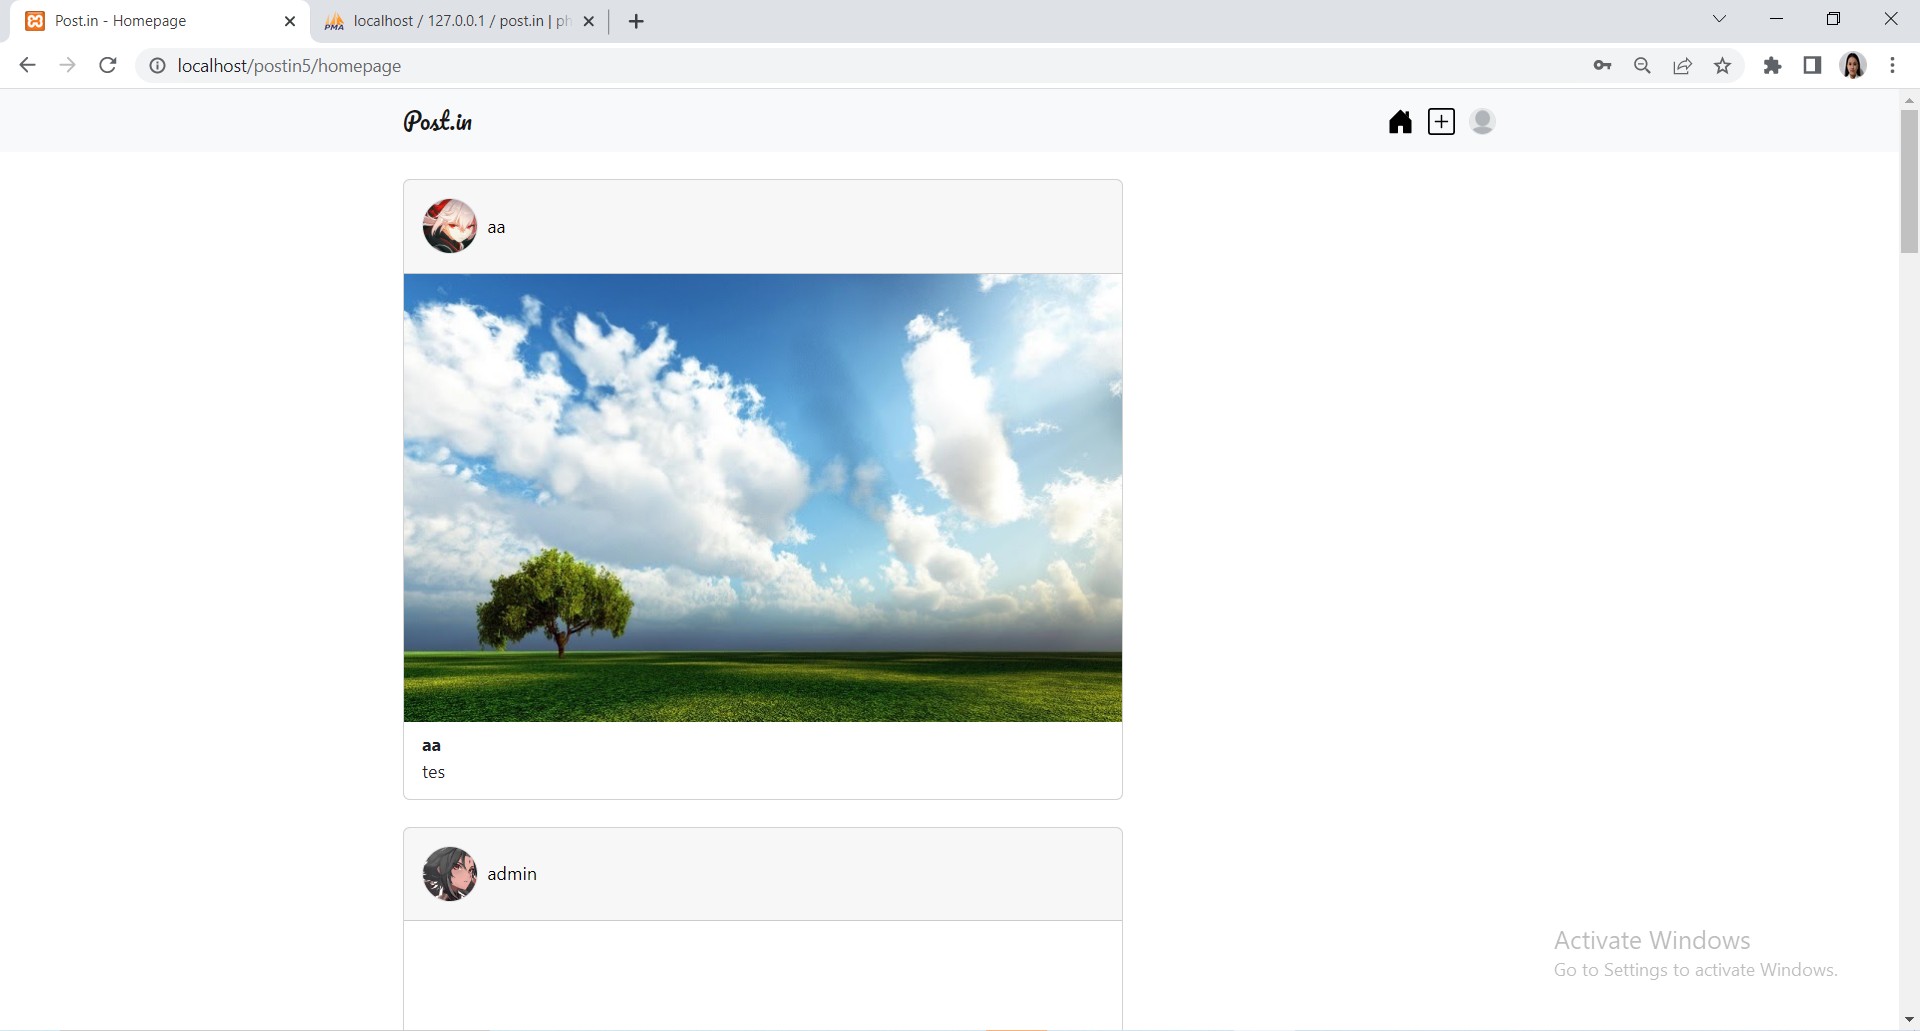 Post.in - Homepage
localhost / 127.0.0.1 / post.in | ph
localhost/postin5/homepage
Post.in
aa
aa
tes
admin
Activate Windows
Go to Settings to activate Windows.